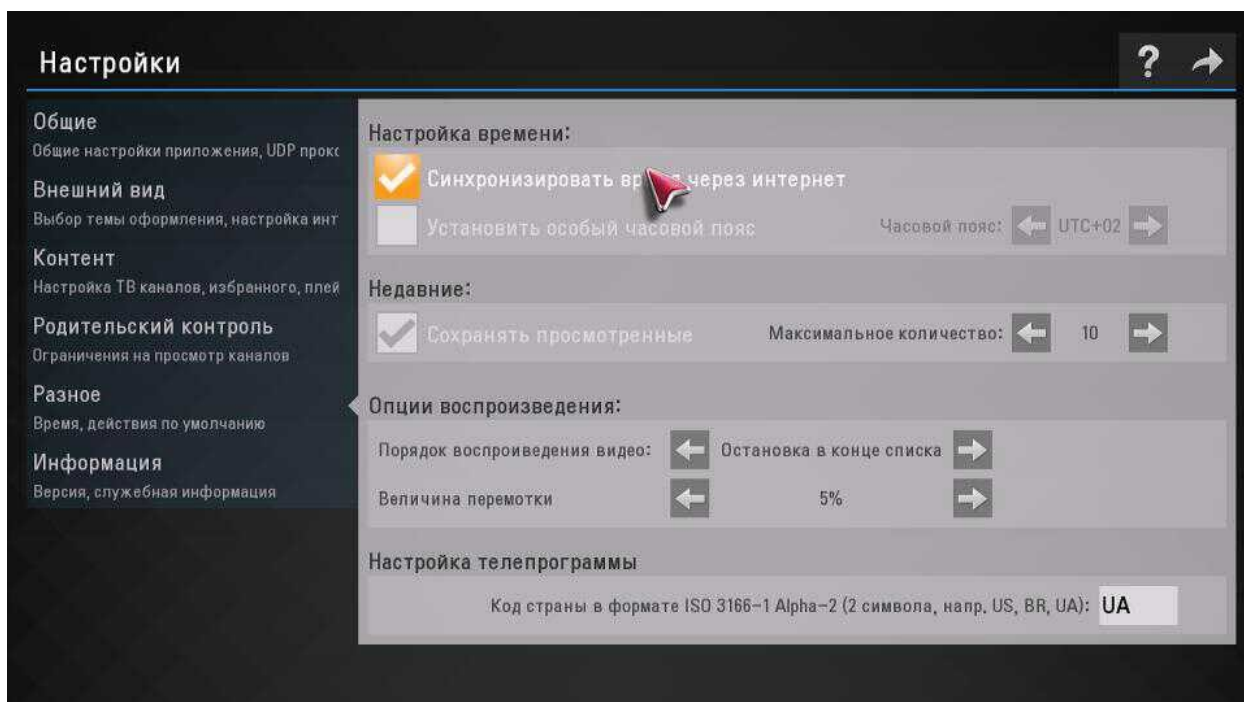 Настройки
?
Общие
Общие настройки приложения, UDP прокс
Внешний вид
Выбор темы оформления, настройка инт
Контент
Настройка ТВ каналов, избранного, плей
Родительский контроль
Ограничения на просмотр каналов
Разное
Время, действия по умолчанию
Информация
Версия, служебная информация
Настройка времени:
Синхронизировать через интернет
Установить особый часовой пояс Часовой пояс: UTC+02
Недавние:
Сохранять просмотренные Максимальное количество: 10
Опции воспроизведения:
Порядок воспроиведения видео: Остановка в конце списка
Величина перемотки 5%
Настройка телепрограммы
Код страны в формате ISO 3166-1 Alpha-2 (2 символа, напр. US, BR, UA): UA